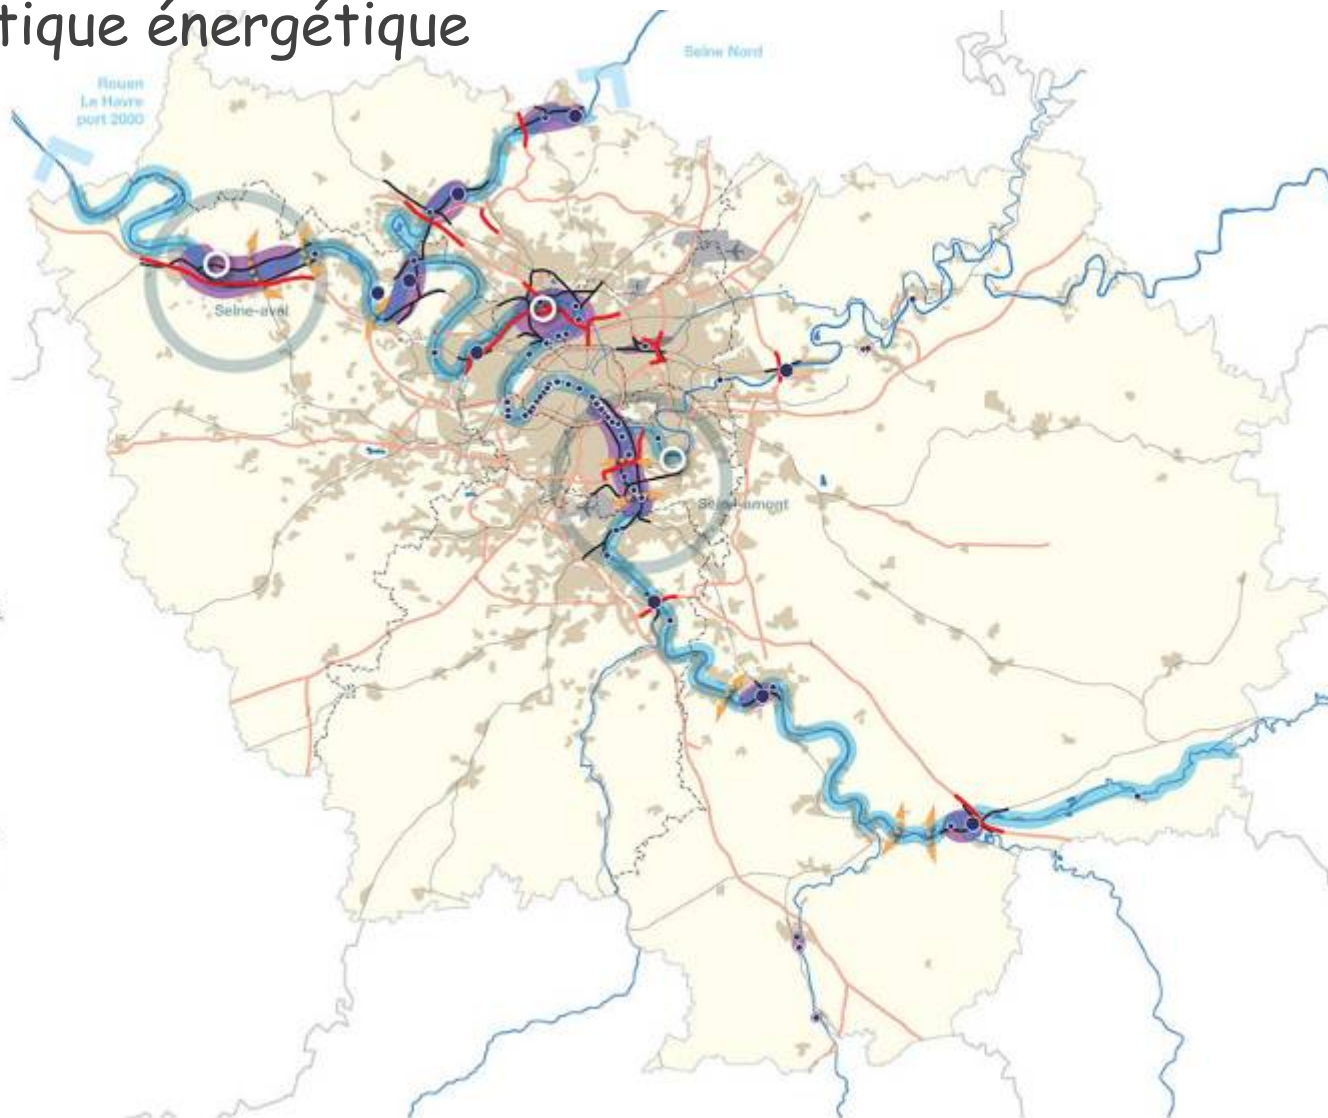 tique énergétique
Seine Nord
Rouen
Le Havre
port 2000
Seine-aval
Seine-amont